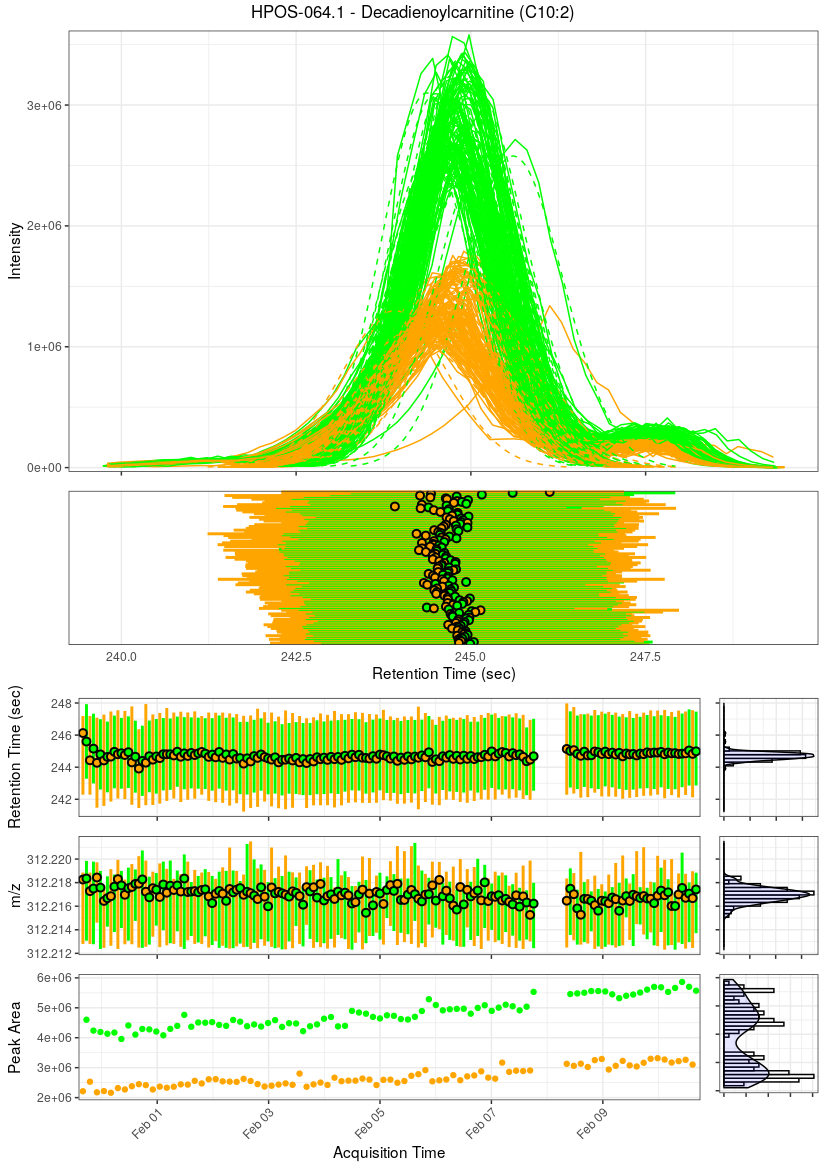 HPOS-064.1 - Decadienoylcarnitine (C10:2)
Intensity
3e+06
2e+06
1e+06
0e+00
240.0
242.5
245.0
247.5
Retention Time (sec)
Retention Time (sec)
248
246
244
242
m/z
312.220
312.218
312.216
312.214
312.212
Peak Area
6e+06
5e+06
4e+06
3e+06
2e+06
Feb 01
Feb 03
Feb 05
Feb 07
Feb 09
Acquisition Time